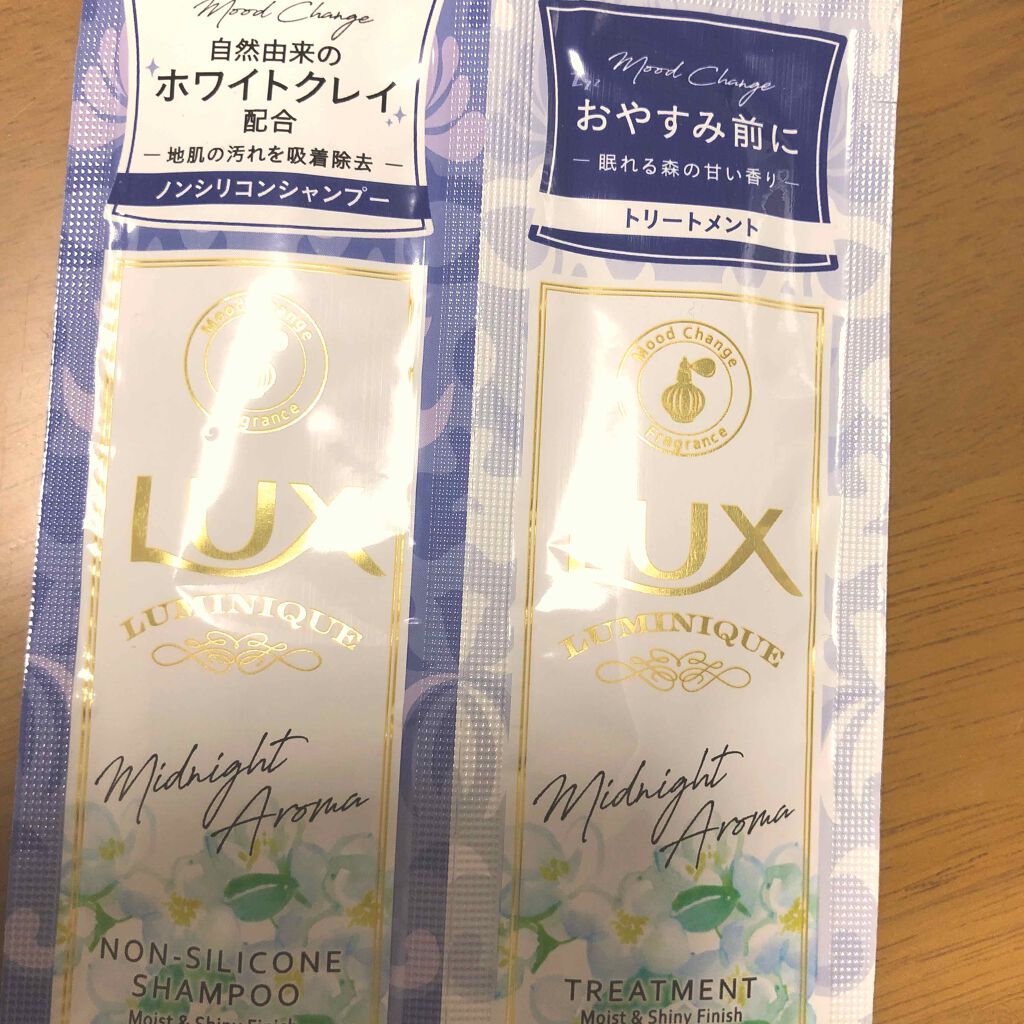 Mood Change
自然由来の
ホワイトクレイ
配合
― 地肌の汚れを吸着除去 ―
ノンシリコンシャンプー
Mood Change
Fragrance
LUX
LUMINIQUE
Midnight
Aroma
NON-SILICONE
SHAMPOO
Moist & Shiny Finish
Mood Change
おやすみ前に
― 眠れる森の甘い香り ―
トリートメント
Mood Change
Fragrance
LUX
LUMINIQUE
Midnight
Aroma
TREATMENT
Moist & Shiny Finish